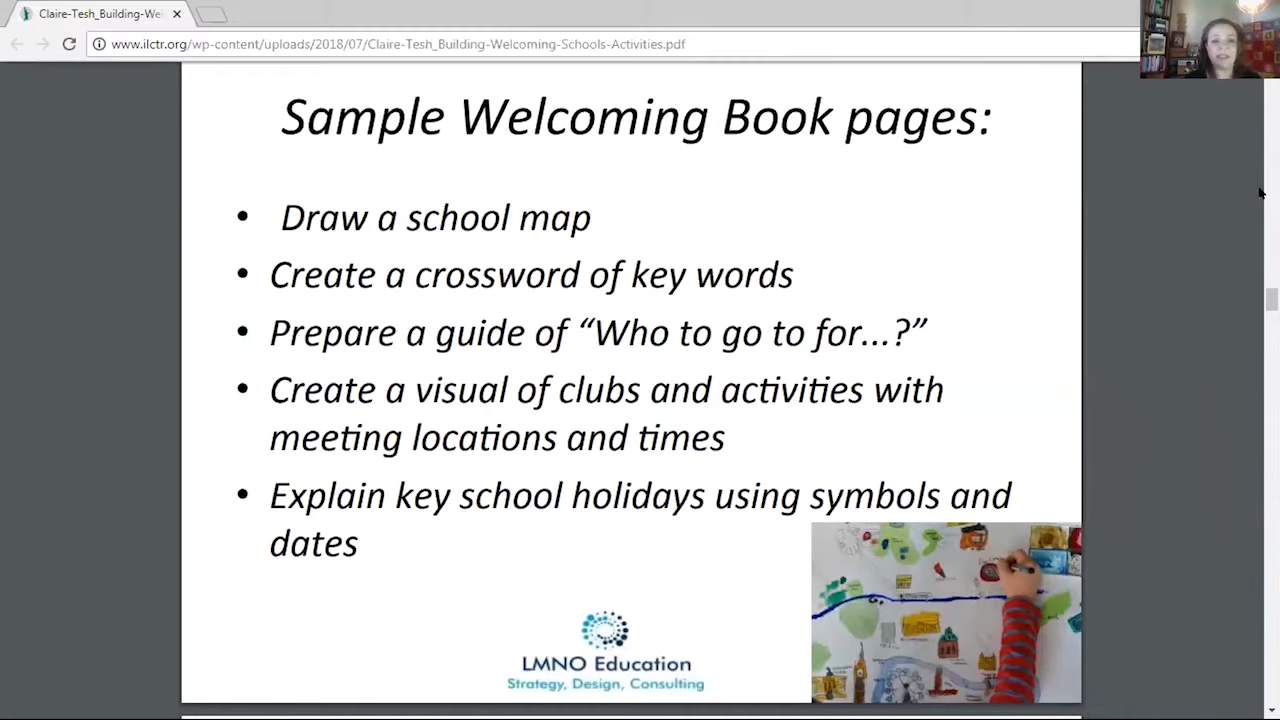 Claire-Tesh_Building-We
www.ilctr.org/wp-content/uploads/2018/07/Claire-Tesh_Building-Welcoming-Schools-Activities.pdf
Sample Welcoming Book pages:
• Draw a school map
• Create a crossword of key words
• Prepare a guide of “Who to go to for...?”
• Create a visual of clubs and activities with
meeting locations and times
• Explain key school holidays using symbols and
dates
LMNO Education
Strategy, Design, Consulting